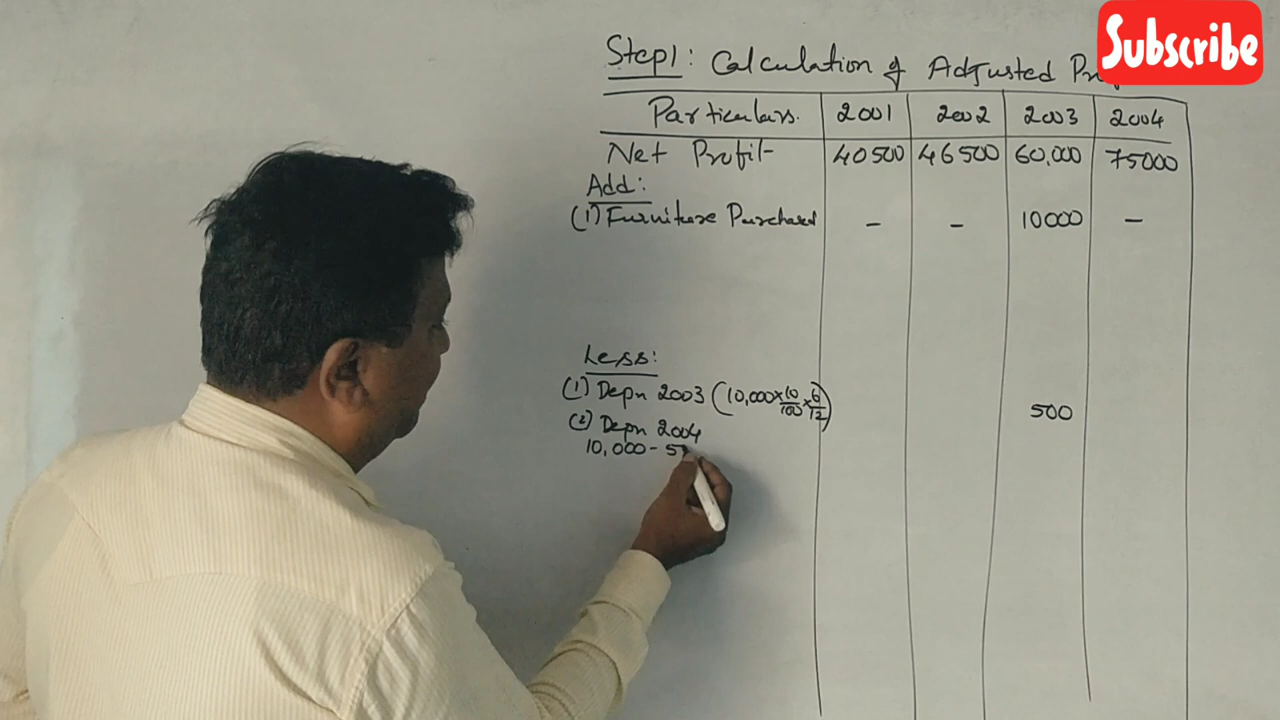 Subscribe
Step1: Calculation of Adjusted
Particulars. 2001 2002 2003 2004
Net Profit 40500 46500 60,000 75000
Add:
(1) Furniture Purchased - - 10000 -
Less:
(1) Depn 2003 (10,000 × 10/100 × 6/12) 500
(2) Depn 2004
10,000 - 5